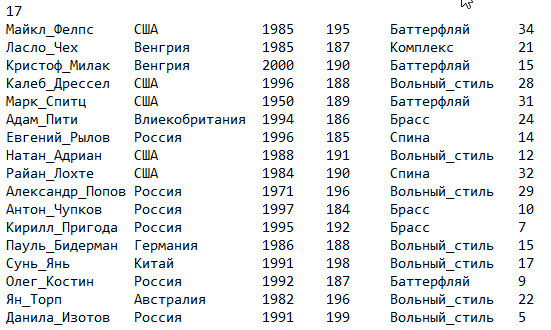 17
Майкл_Фелпс США 1985 195 Баттерфляй 34
Ласло_Чех Венгрия 1985 187 Комплекс 21
Кристоф_Милак Венгрия 2000 190 Баттерфляй 15
Калеб_Дрессел США 1996 188 Вольный_стиль 28
Марк_Спитц США 1950 189 Баттерфляй 31
Адам_Пити Влиекобритания 1994 186 Брасс 24
Евгений_Рылов Россия 1996 185 Спина 14
Натан_Адриан США 1988 191 Вольный_стиль 12
Райан_Лохте США 1984 190 Спина 32
Александр_Попов Россия 1971 196 Вольный_стиль 29
Антон_Чупков Россия 1997 184 Брасс 10
Кирилл_Пригода Россия 1995 192 Брасс 7
Пауль_Бидерман Германия 1986 188 Вольный_стиль 15
Сунь_Янь Китай 1991 198 Вольный_стиль 17
Олег_Костин Россия 1992 187 Баттерфляй 9
Ян_Торп Австралия 1982 196 Вольный_стиль 22
Данила_Изотов Россия 1991 199 Вольный_стиль 5